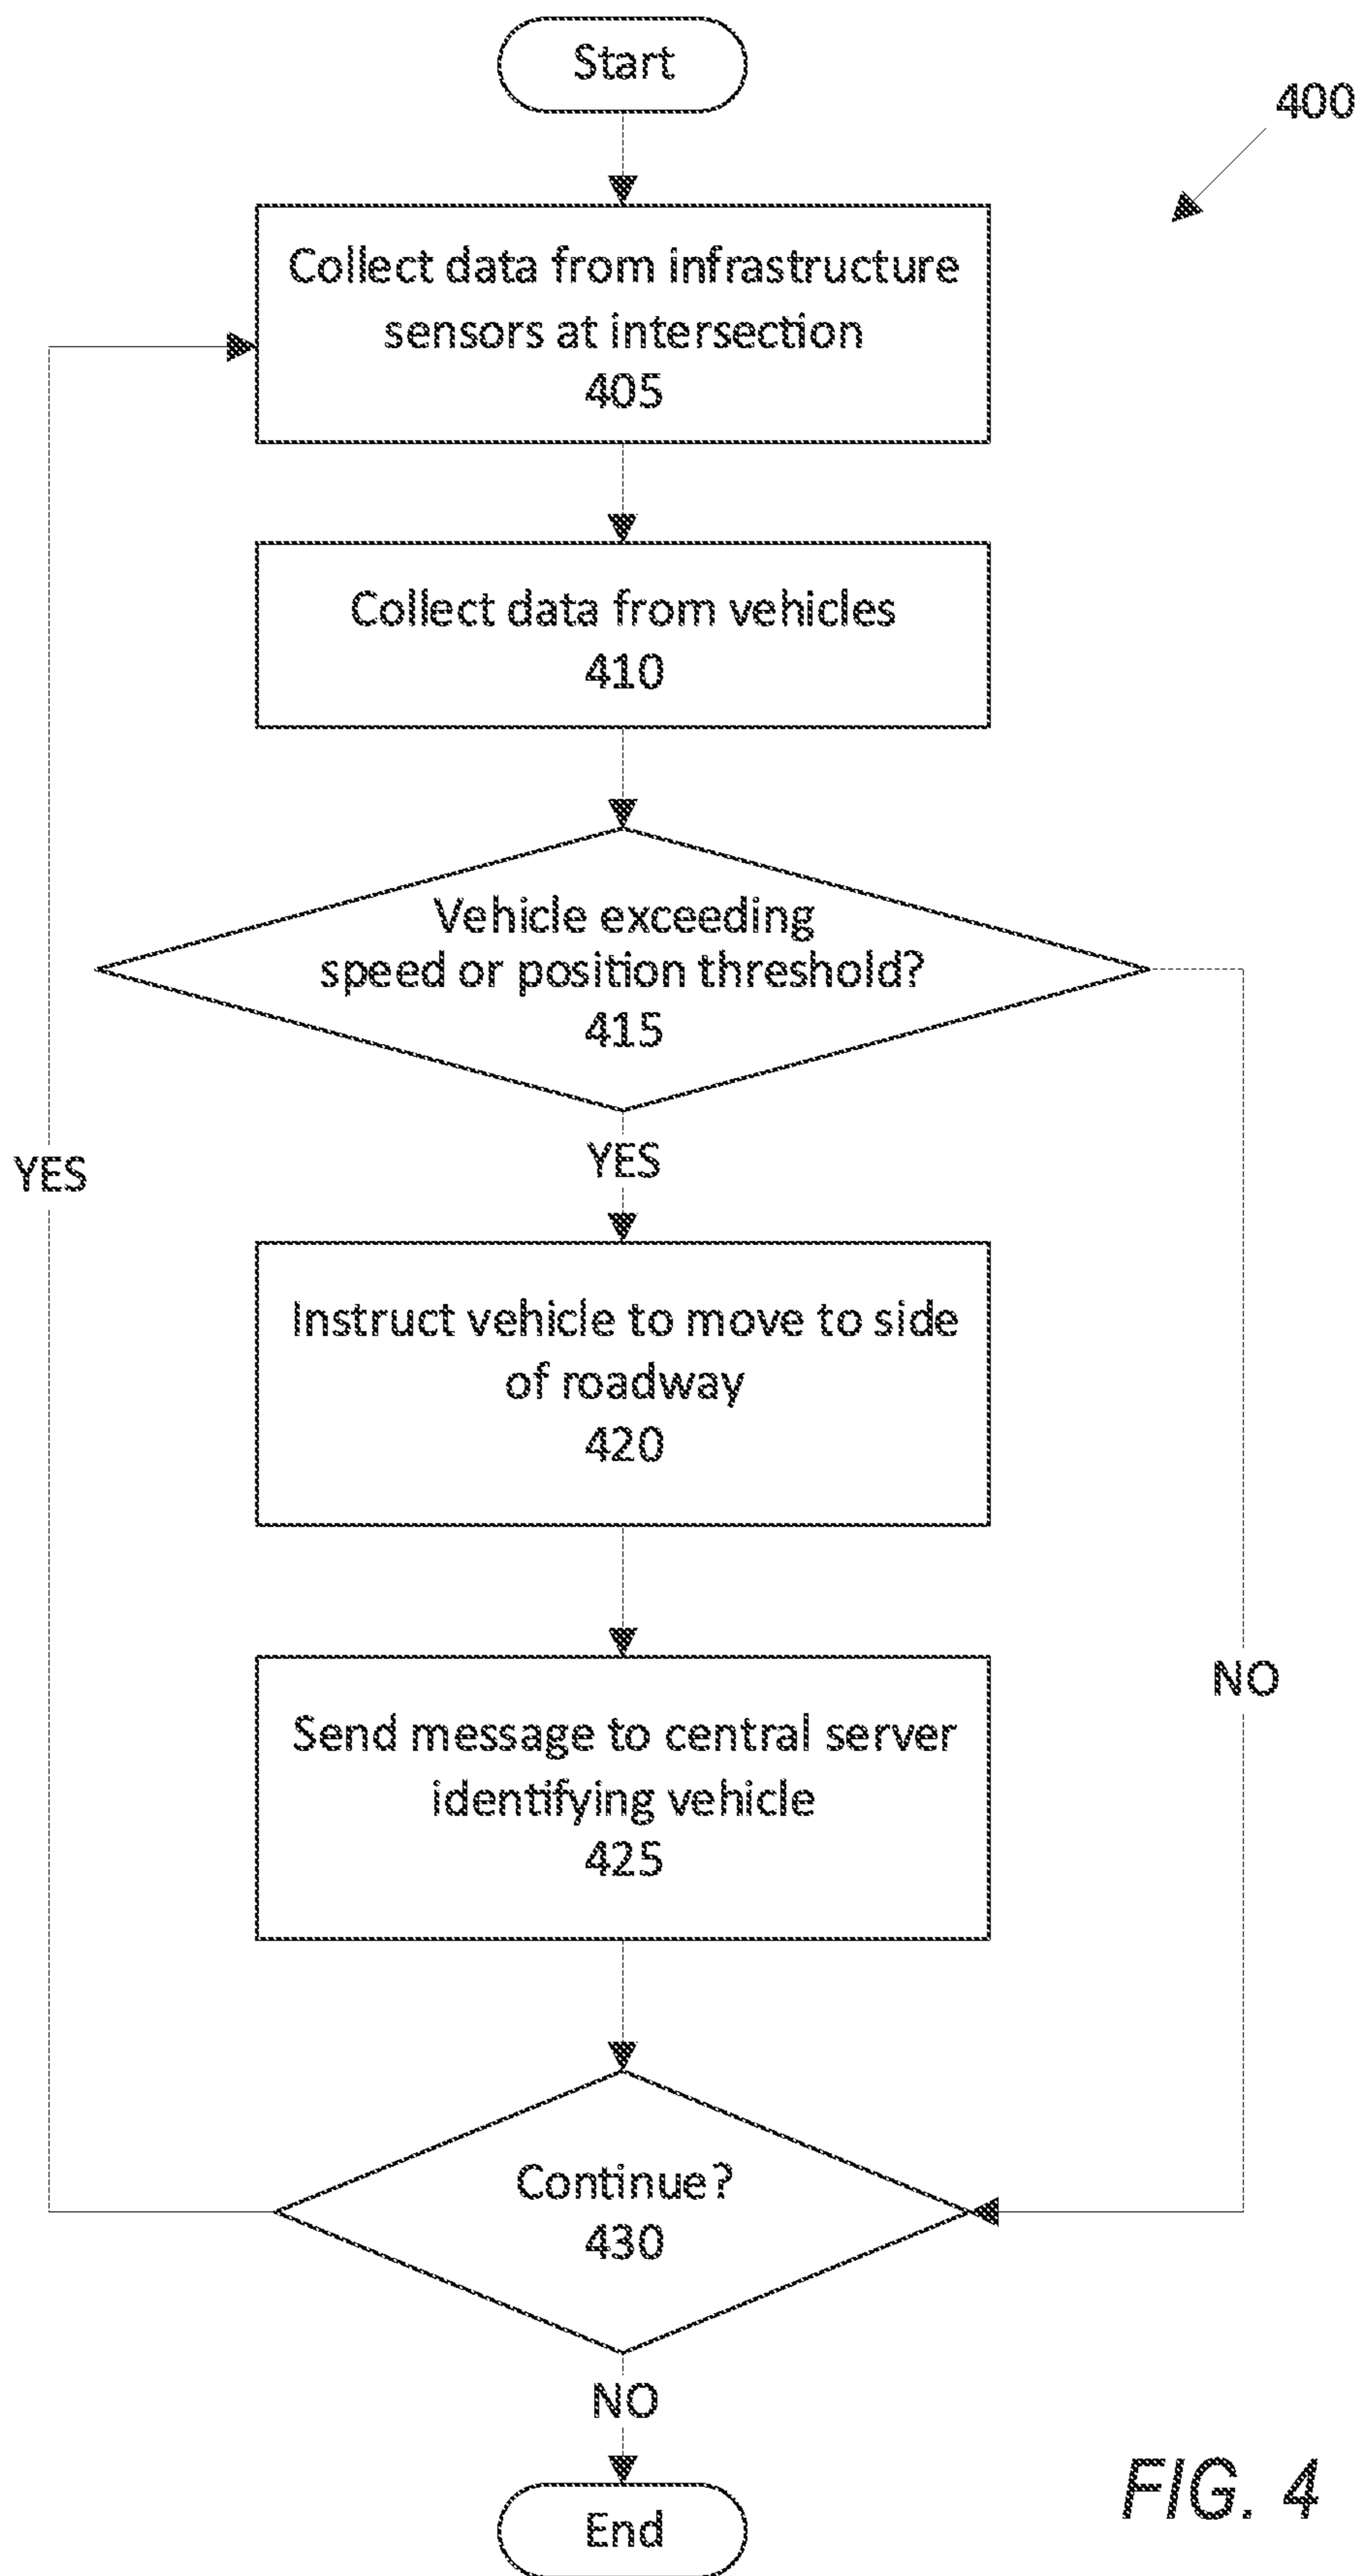 Start
400
Collect data from infrastructure
sensors at intersection
405
Collect data from vehicles
410
Vehicle exceeding
speed or position threshold?
415
YES
YES
Instruct vehicle to move to side
of roadway
420
Send message to central server
identifying vehicle
425
NO
Continue?
430
NO
End
FIG. 4